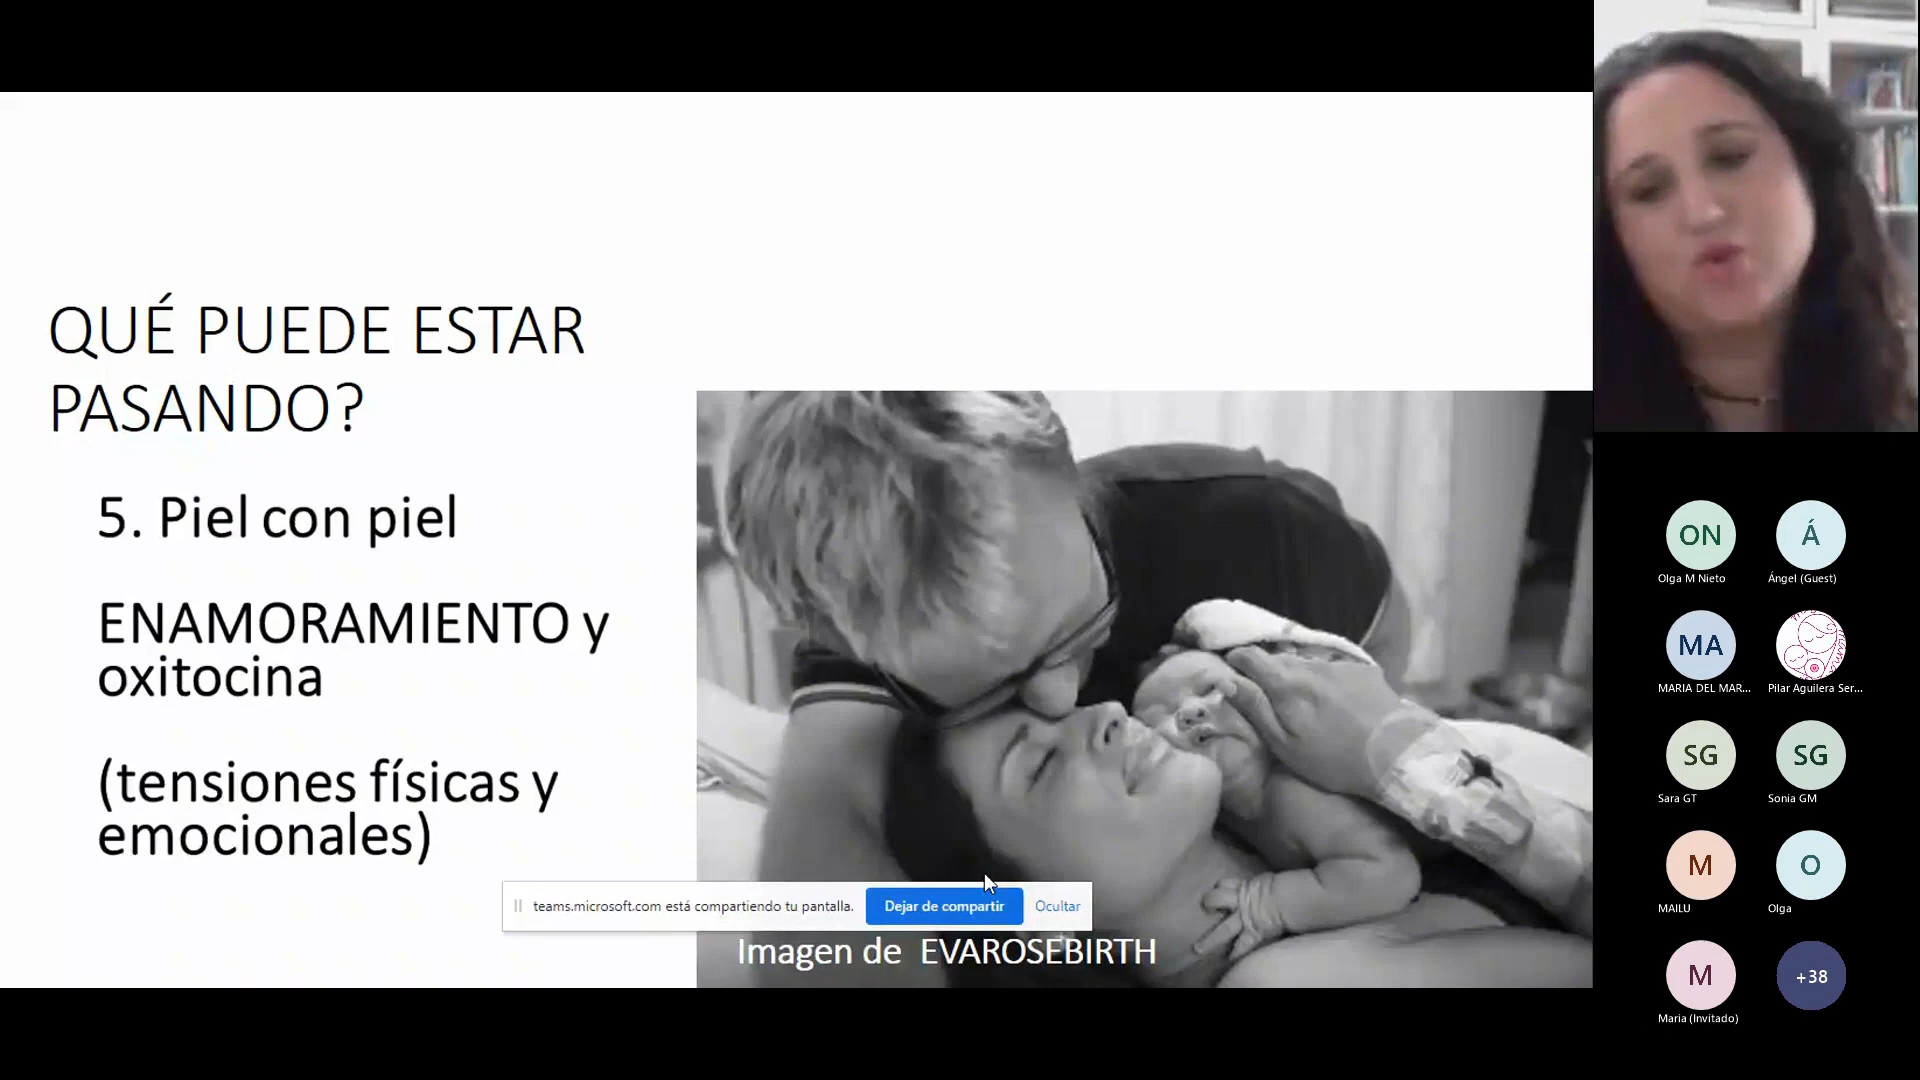 QUÉ PUEDE ESTAR
PASANDO?
5. Piel con piel
ENAMORAMIENTO y
oxitocina
(tensiones físicas y
emocionales)
teams.microsoft.com está compartiendo tu pantalla.
Dejar de compartir
Ocultar
Imagen de EVAROSEBIRTH
ON
Á
Olga M Nieto
Ángel (Guest)
MA
MARIA DEL MAR...
Pilar Aguilera Ser...
SG
SG
Sara GT
Sonia GM
M
O
MAILU
Olga
M
+38
Maria (Invitado)